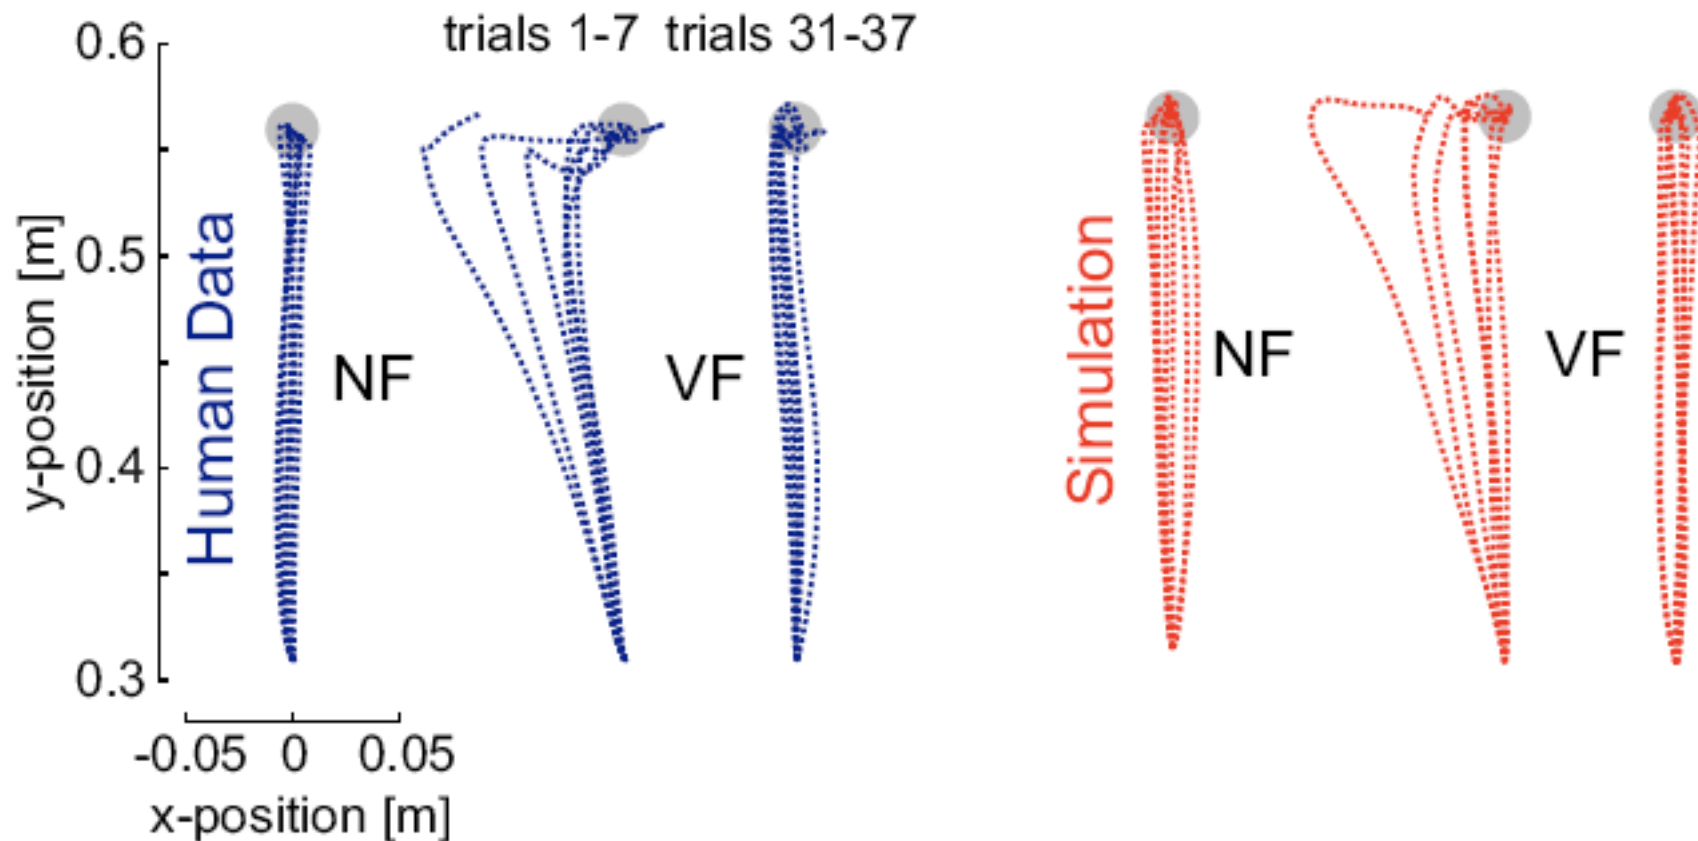 trials 1-7 trials 31-37
0.6
0.5
0.4
0.3
y-position [m]
Human Data
NF
VF
Simulation
NF
VF
-0.05 0 0.05
x-position [m]